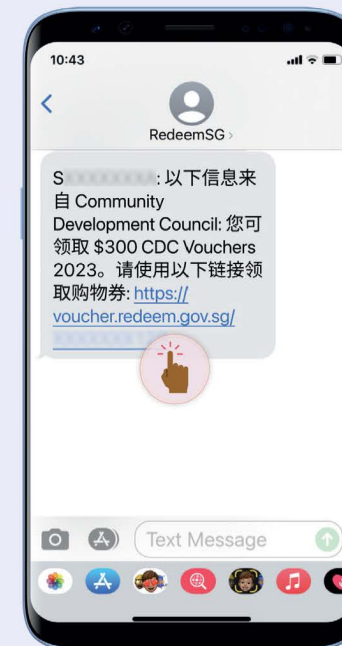 10:43
RedeemSG
S : 以下信息来
自 Community
Development Council: 您可
领取 $300 CDC Vouchers
2023。请使用以下链接领
取购物券: https://
voucher.redeem.gov.sg/
Text Message